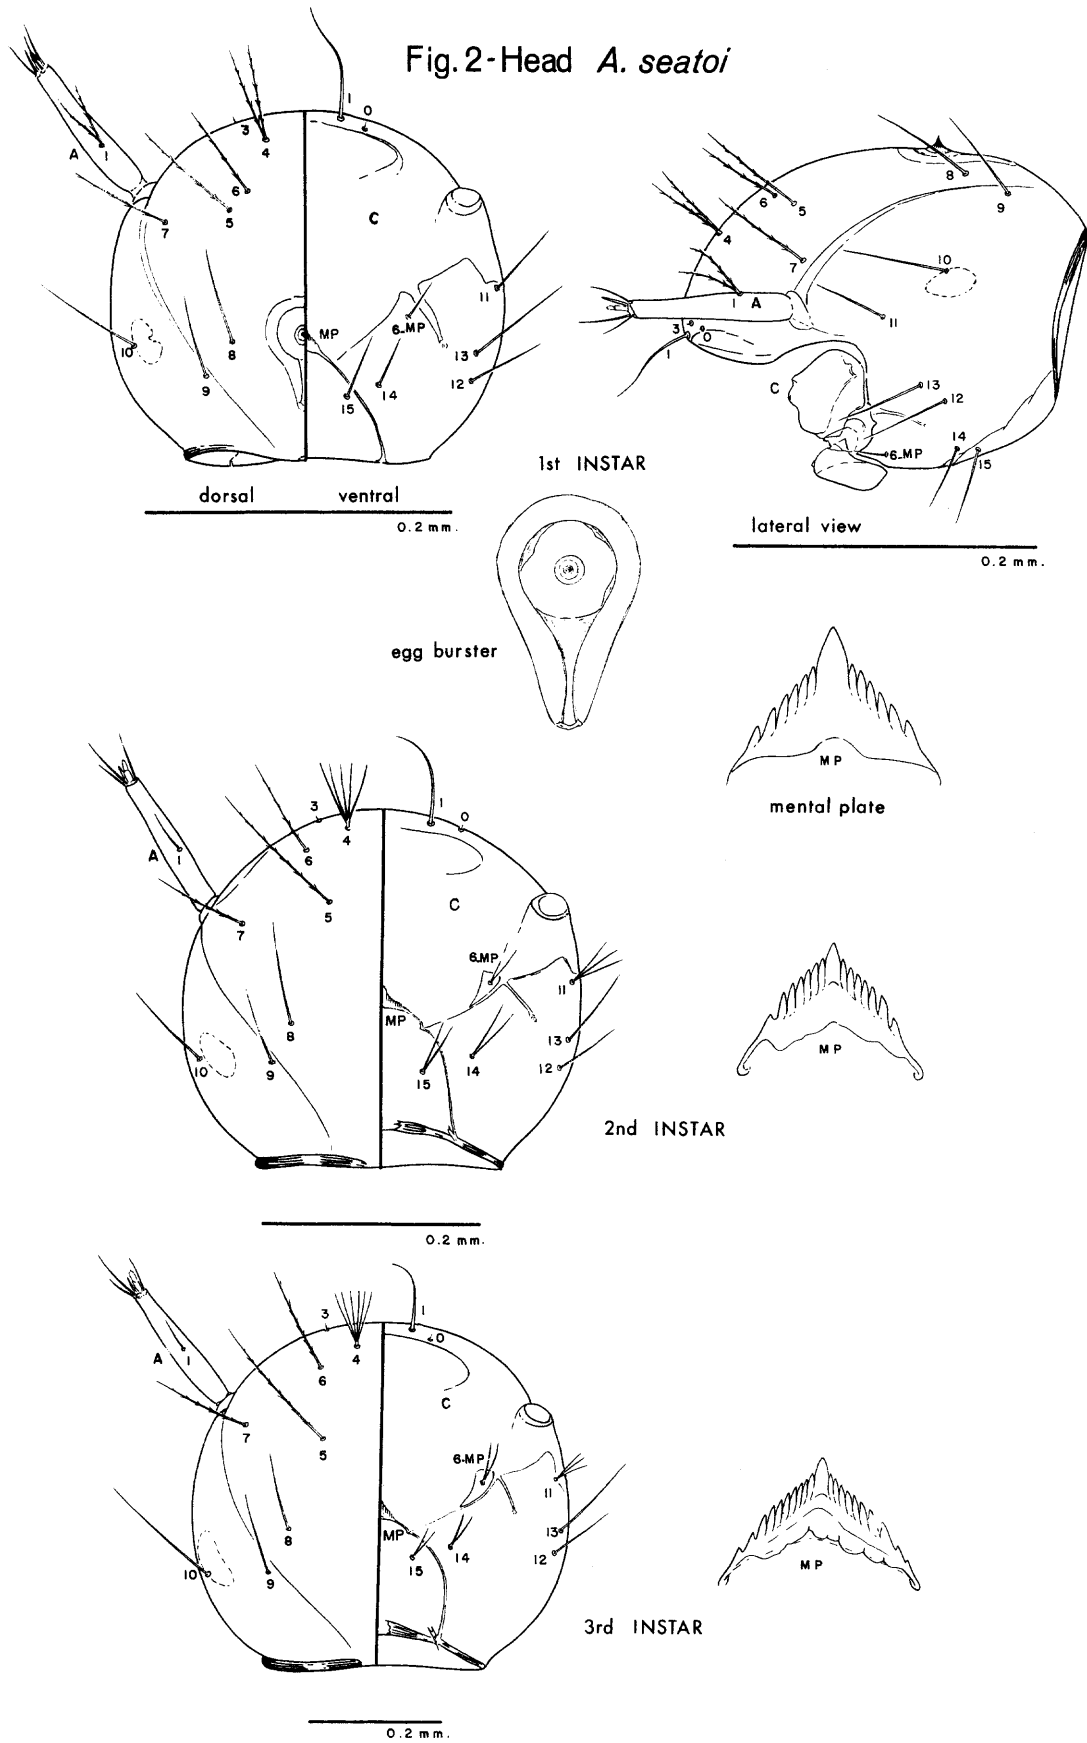 Fig. 2-Head A. seatoi
1
O
3
4
A
1
6
5
7
C
11
6-MP
MP
10
8
13
12
9
14
15
dorsal
ventral
0.2 mm.
1st INSTAR
8
9
6
5
4
7
10
1
A
3
O
1
11
C
13
12
14
6-MP
15
lateral view
0.2 mm.
egg burster
MP
mental plate
3
1
O
4
6
A
1
5
C
7
6-MP
11
8
MP
13
10
9
12
15
14
MP
2nd INSTAR
0.2 mm.
3
1
O
4
A
1
6
C
7
5
6-MP
11
8
MP
13
14
12
15
10
9
MP
3rd INSTAR
0.2 mm.